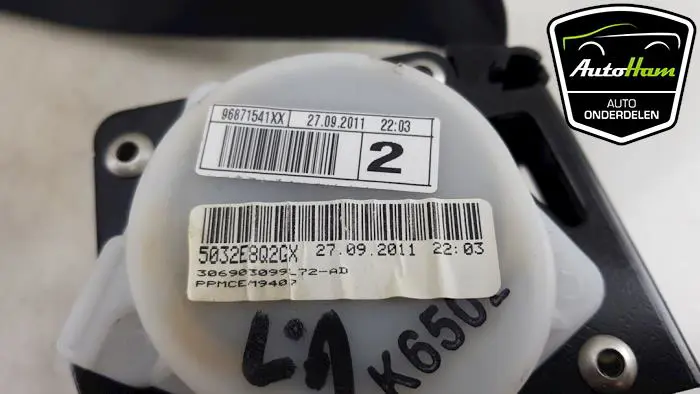 AutoHam
AUTO
ONDERDELEN
96871541XX 27.09.2011 22:03
2
5032E8Q2GX 27.09.2011 22:03
306903099L72-AD
PPMCEM9407
K6502